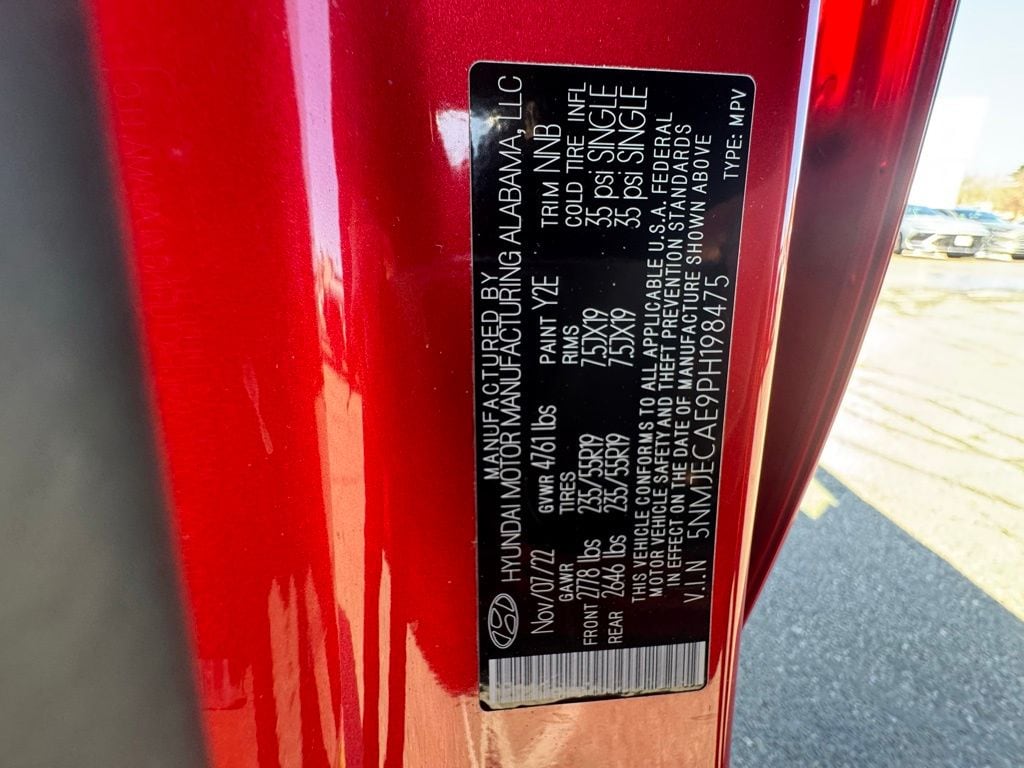 MANUFACTURED BY
HYUNDAI MOTOR MANUFACTURING ALABAMA, LLC
Nov/07/22 GVWR 4761 lbs PAINT Y2E TRIM NNB
GAWR TIRES RIMS COLD TIRE INFL
FRONT 2778 lbs 235/55R19 7.5JX19 35 psi SINGLE
REAR 2646 lbs 235/55R19 7.5JX19 35 psi SINGLE
THIS VEHICLE CONFORMS TO ALL APPLICABLE U.S.A. FEDERAL
MOTOR VEHICLE SAFETY AND THEFT PREVENTION STANDARDS
IN EFFECT ON THE DATE OF MANUFACTURE SHOWN ABOVE
V.I.N 5NMJECAE9PH198475 TYPE: MPV